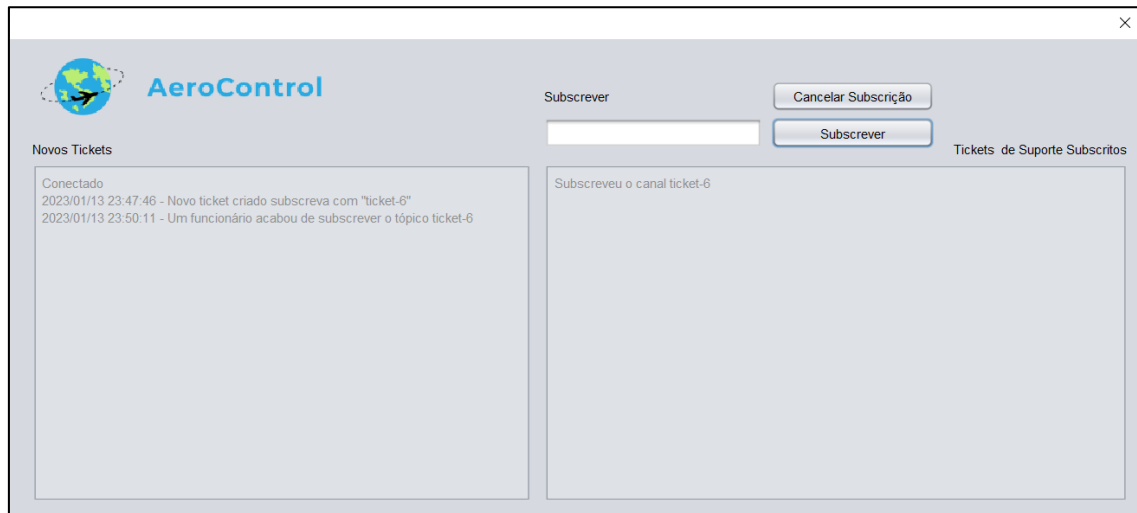 AeroControl
Subscrever
Cancelar Subscrição
Subscrever
Novos Tickets
Tickets de Suporte Subscritos
Conectado
2023/01/13 23:47:46 - Novo ticket criado subscreva com "ticket-6"
2023/01/13 23:50:11 - Um funcionário acabou de subscrever o tópico ticket-6
Subscreveu o canal ticket-6